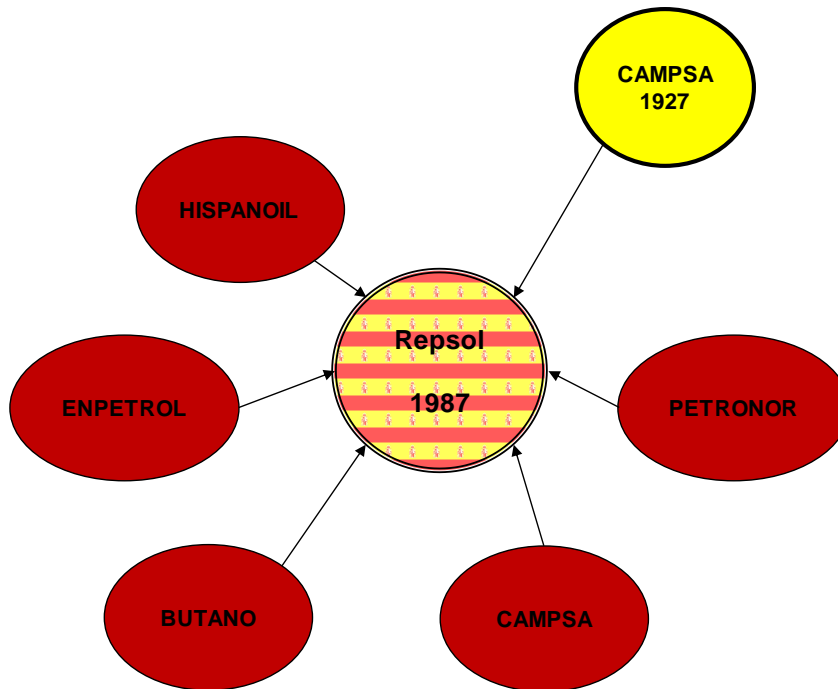 CAMPSA
1927
HISPANOIL
Repsol
1987
ENPETROL
PETRONOR
BUTANO
CAMPSA